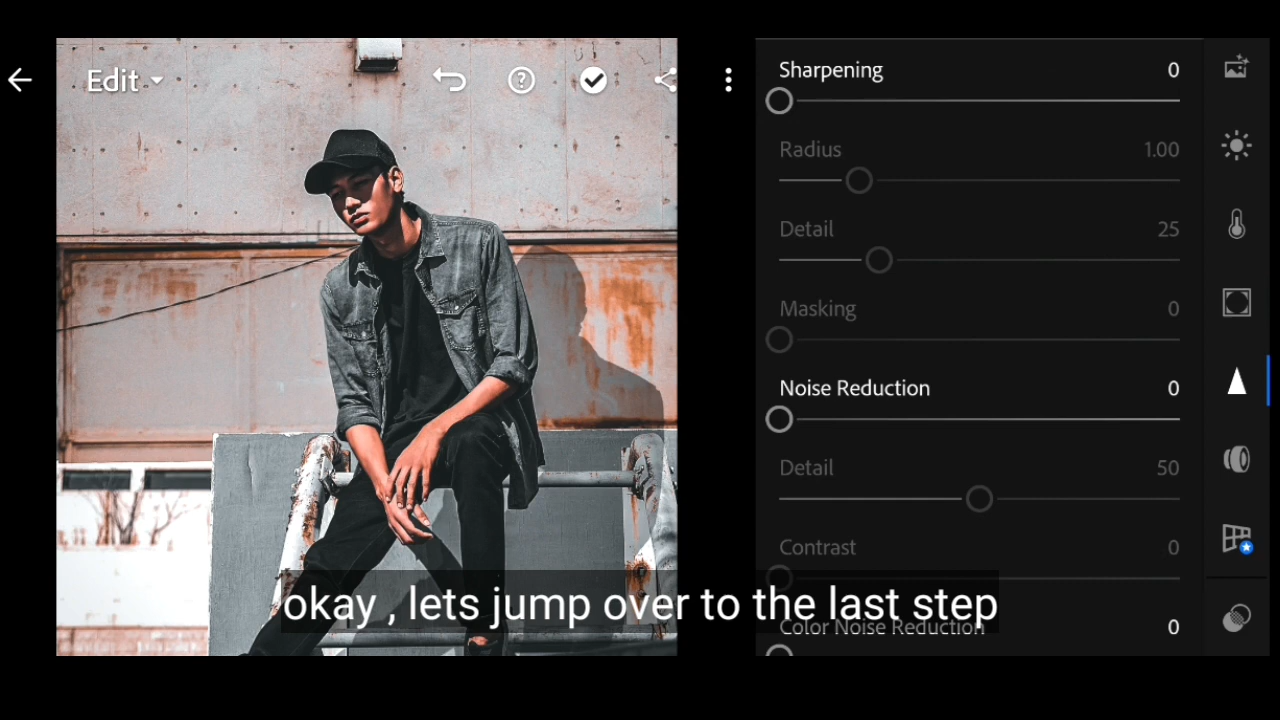 Edit
Sharpening 0
Radius 1.00
Detail 25
Masking 0
Noise Reduction 0
Detail 50
Contrast 0
okay , lets jump over to the last step
Color Noise Reduction 0